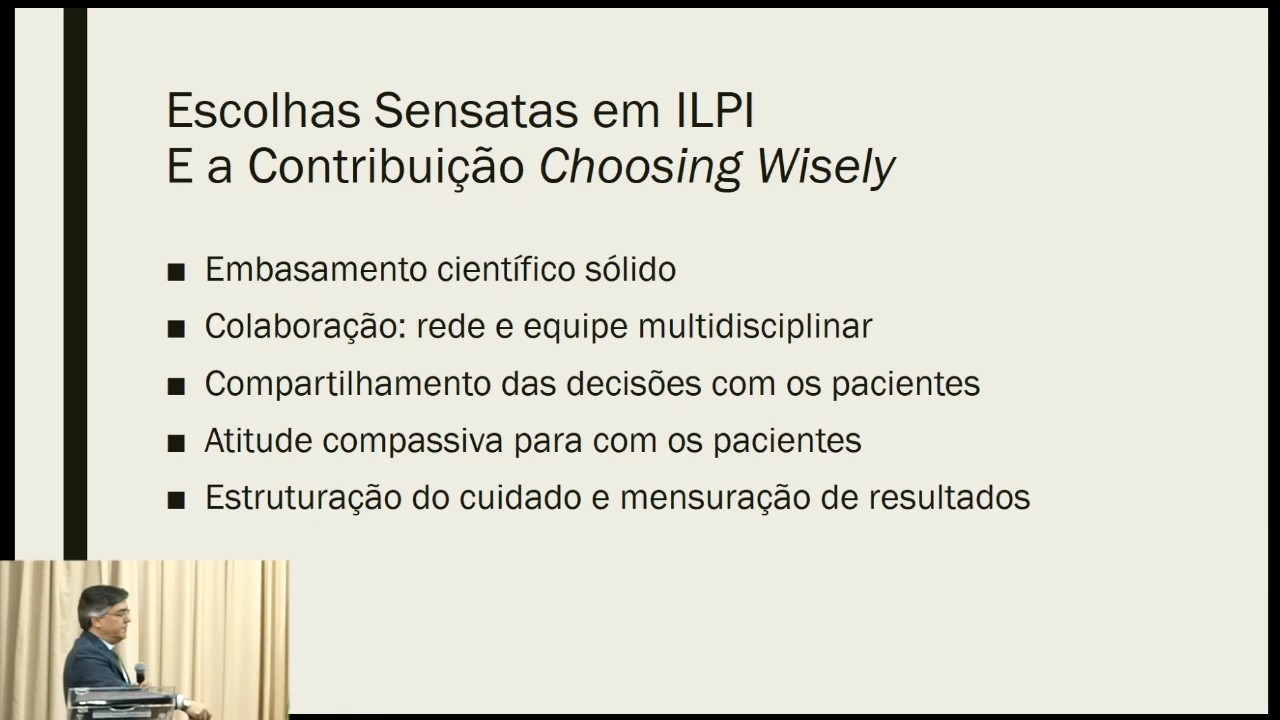 Escolhas Sensatas em ILPI
E a Contribuição Choosing Wisely
■ Embasamento científico sólido
■ Colaboração: rede e equipe multidisciplinar
■ Compartilhamento das decisões com os pacientes
■ Atitude compassiva para com os pacientes
■ Estruturação do cuidado e mensuração de resultados